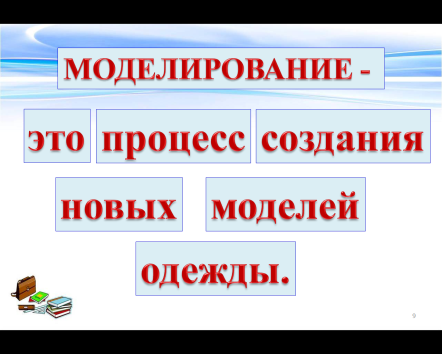 МОДЕЛИРОВАНИЕ -
это процесс создания
новых моделей
одежды.
9